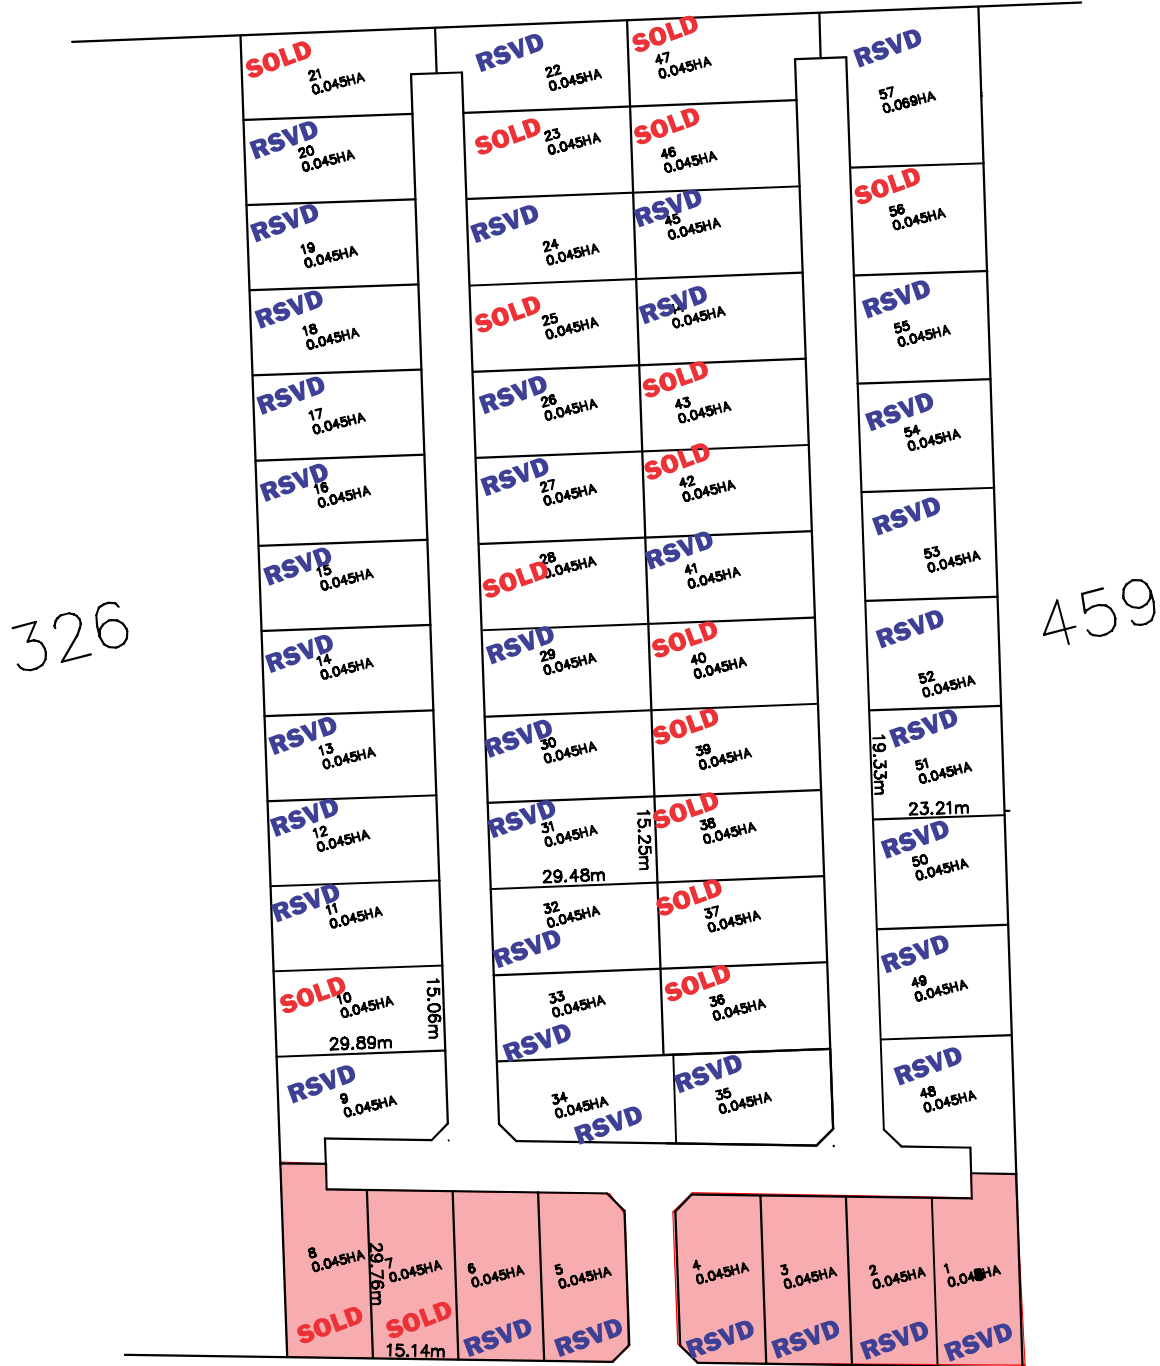 SOLD
21
0.045HA
RSVD
22
0.045HA
SOLD
47
0.045HA
RSVD
57
0.069HA
RSVD
20
0.045HA
SOLD
23
0.045HA
SOLD
46
0.045HA
SOLD
56
0.045HA
RSVD
19
0.045HA
RSVD
24
0.045HA
RSVD
45
0.045HA
RSVD
55
0.045HA
RSVD
18
0.045HA
SOLD
25
0.045HA
RSVD
0.045HA
RSVD
54
0.045HA
RSVD
17
0.045HA
RSVD
26
0.045HA
SOLD
43
0.045HA
RSVD
53
0.045HA
RSVD
16
0.045HA
RSVD
27
0.045HA
SOLD
42
0.045HA
RSVD
52
0.045HA
RSVD
15
0.045HA
28
0.045HA
SOLD
RSVD
41
0.045HA
326
459
RSVD
14
0.045HA
RSVD
29
0.045HA
SOLD
40
0.045HA
RSVD
51
0.045HA
19.33m
23.21m
RSVD
13
0.045HA
RSVD
30
0.045HA
SOLD
39
0.045HA
RSVD
12
0.045HA
RSVD
31
0.045HA
15.25m
29.48m
SOLD
38
0.045HA
RSVD
50
0.045HA
RSVD
11
0.045HA
32
0.045HA
RSVD
SOLD
37
0.045HA
RSVD
49
0.045HA
SOLD
10
0.045HA
15.06m
29.89m
33
0.045HA
RSVD
SOLD
36
0.045HA
RSVD
9
0.045HA
34
0.045HA
RSVD
RSVD
35
0.045HA
RSVD
48
0.045HA
8
0.045HA
SOLD
29.76m
7
0.045HA
SOLD
15.14m
6
0.045HA
RSVD
5
0.045HA
RSVD
4
0.045HA
RSVD
3
0.045HA
RSVD
2
0.045HA
RSVD
1
RSVD